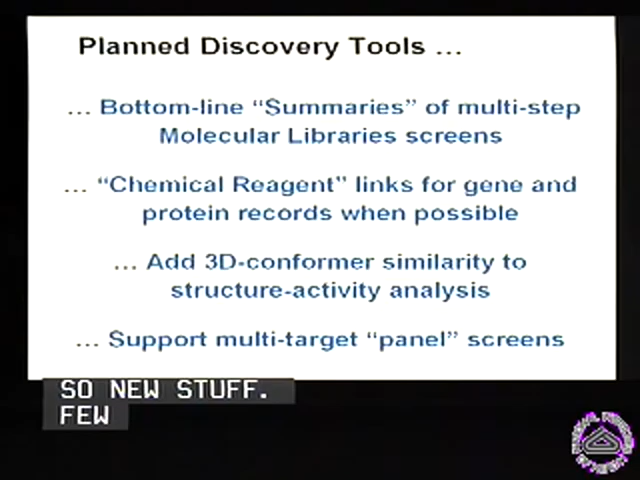 Planned Discovery Tools ...
... Bottom-line “Summaries” of multi-step
Molecular Libraries screens
... “Chemical Reagent” links for gene and
protein records when possible
... Add 3D-conformer similarity to
structure-activity analysis
... Support multi-target “panel” screens
SO NEW STUFF.
FEW